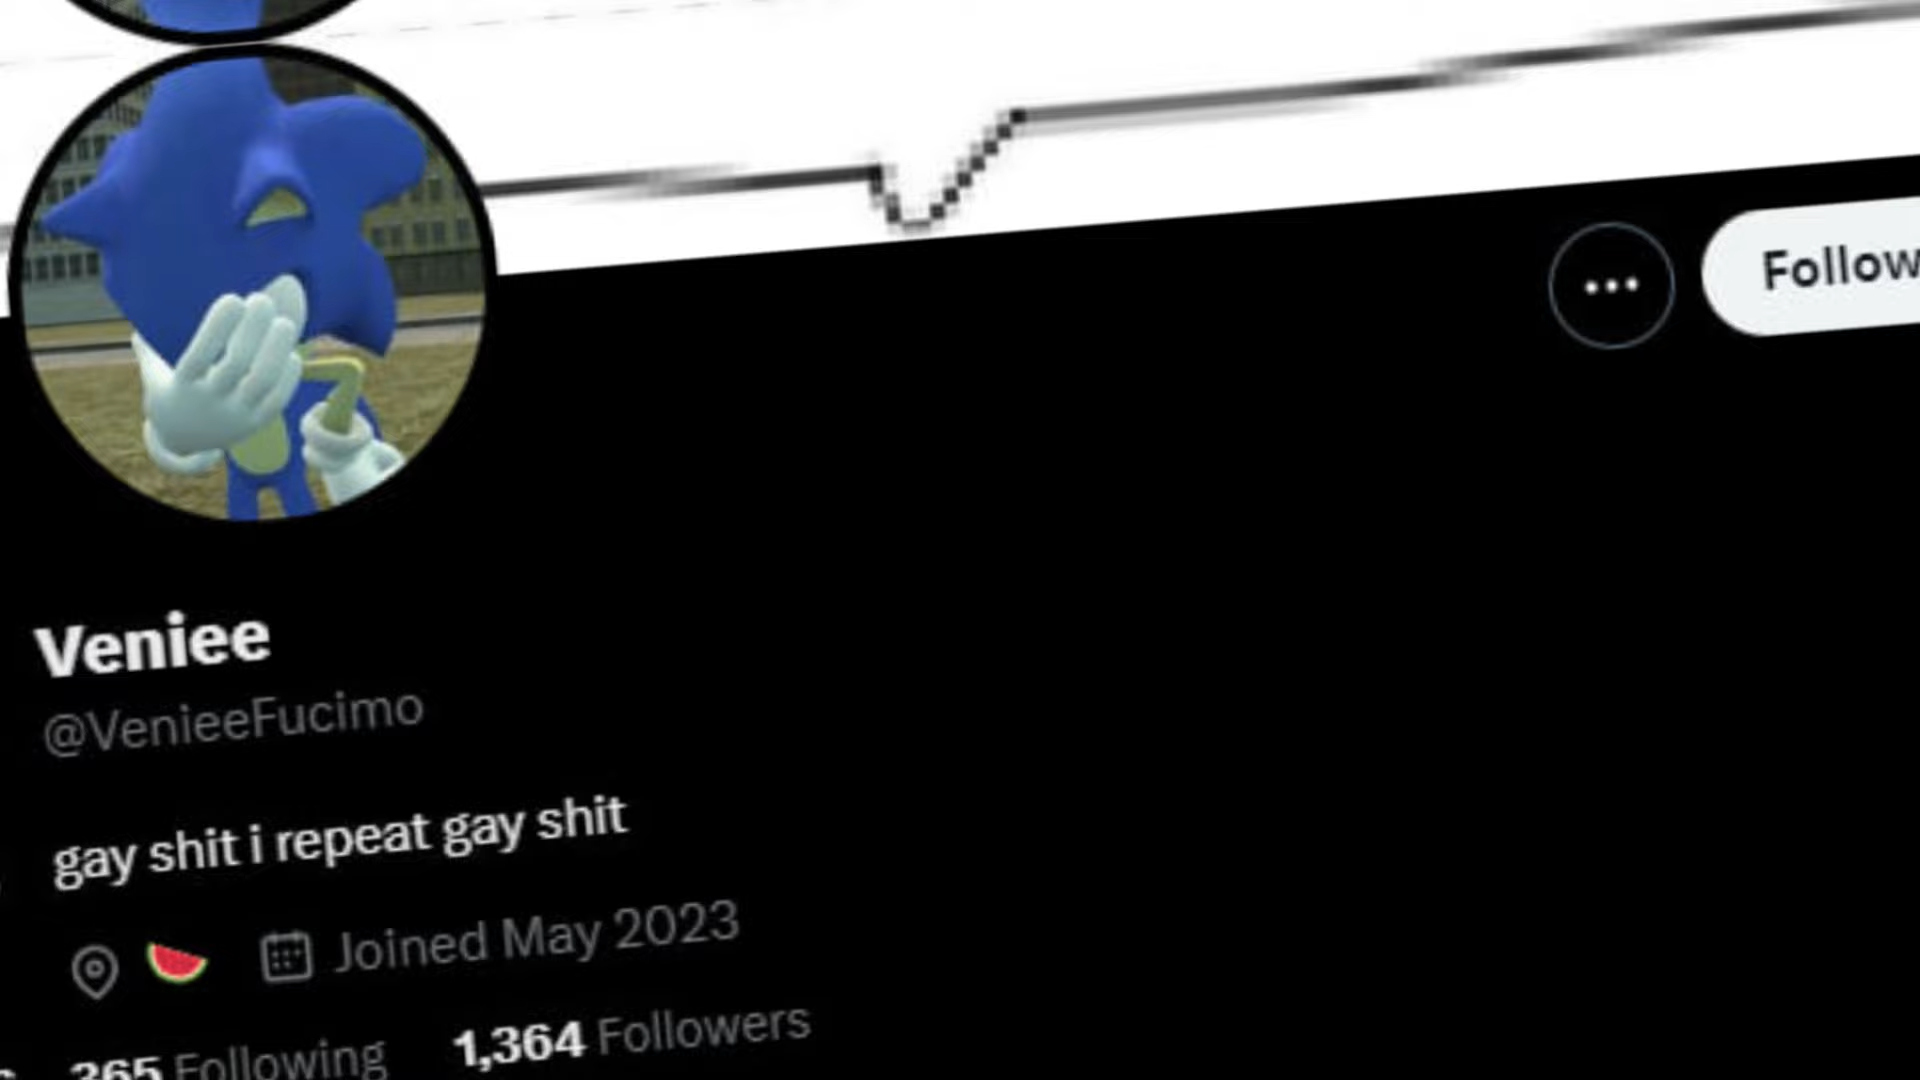 Follow
Veniee
@VenieeFucimo
gay shit i repeat gay shit
Joined May 2023
365 Following 1,364 Followers